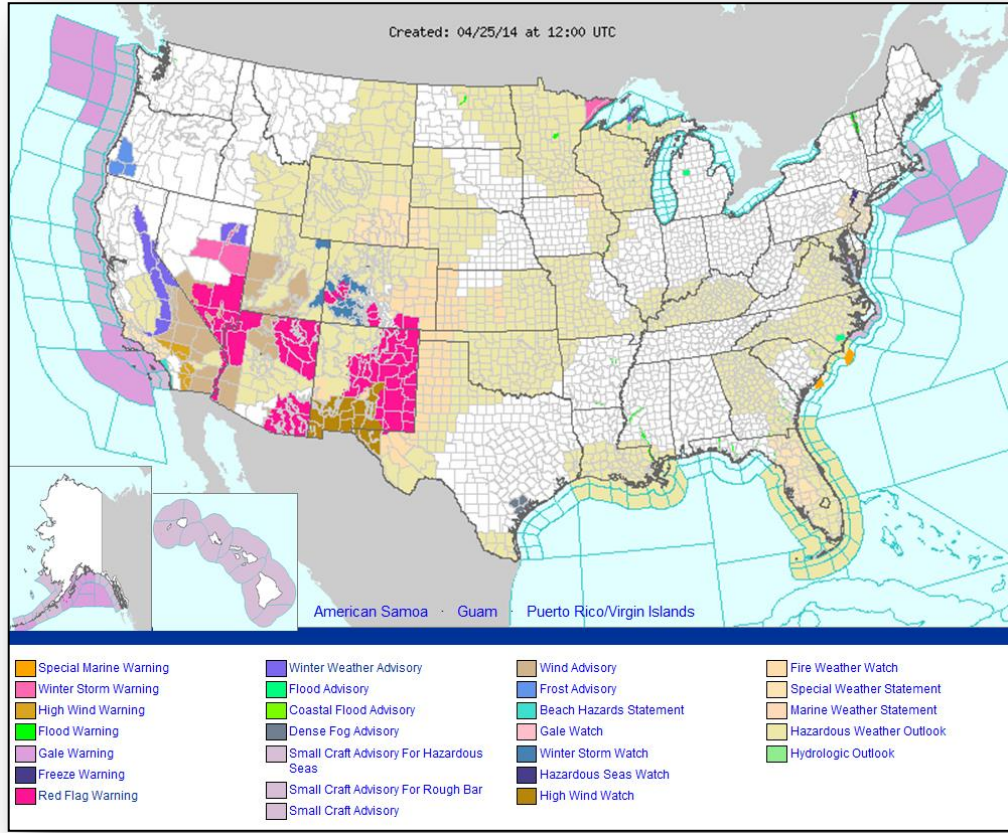 Created: 04/25/14 at 12:00 UTC
American Samoa · Guam · Puerto Rico/Virgin Islands
Special Marine Warning
Winter Storm Warning
High Wind Warning
Flood Warning
Gale Warning
Freeze Warning
Red Flag Warning
Winter Weather Advisory
Flood Advisory
Coastal Flood Advisory
Dense Fog Advisory
Small Craft Advisory For Hazardous
Seas
Small Craft Advisory For Rough Bar
Small Craft Advisory
Wind Advisory
Frost Advisory
Beach Hazards Statement
Gale Watch
Winter Storm Watch
Hazardous Seas Watch
High Wind Watch
Fire Weather Watch
Special Weather Statement
Marine Weather Statement
Hazardous Weather Outlook
Hydrologic Outlook